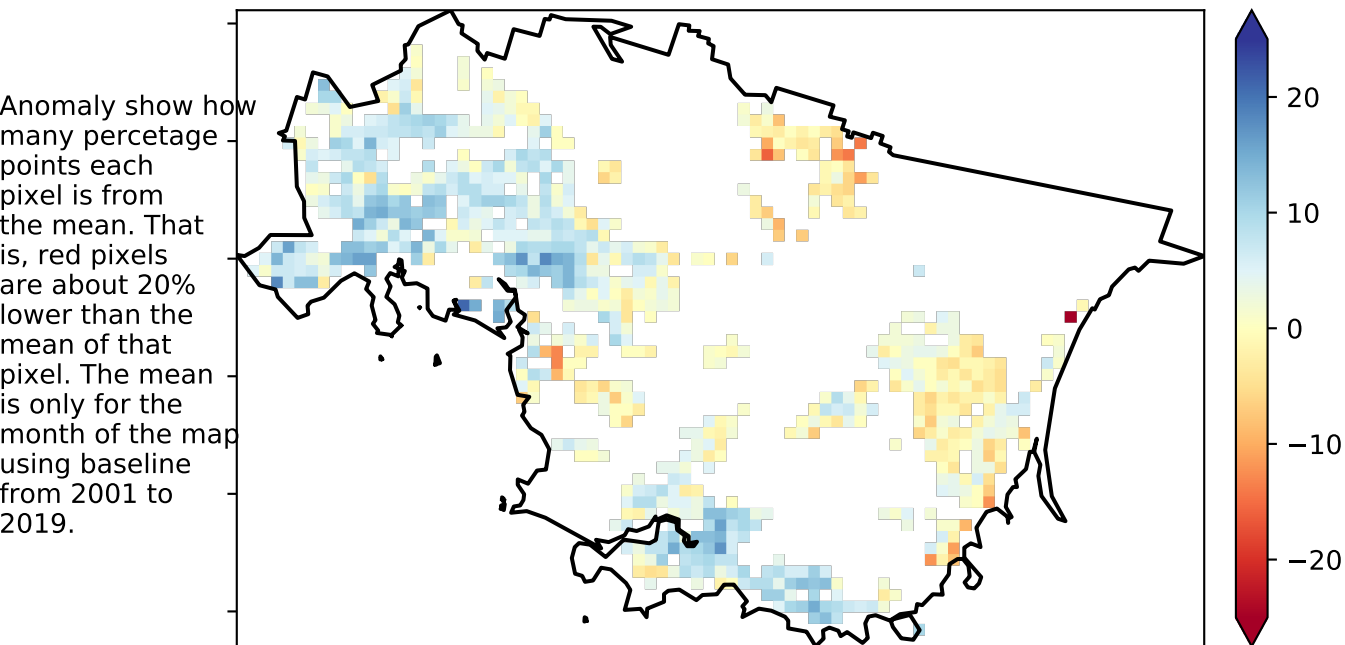 Anomaly show how
many percetage
points each
pixel is from
the mean. That
is, red pixels
are about 20%
lower than the
mean of that
pixel. The mean
is only for the
month of the map
using baseline
from 2001 to
2019.
20
10
0
−10
−20